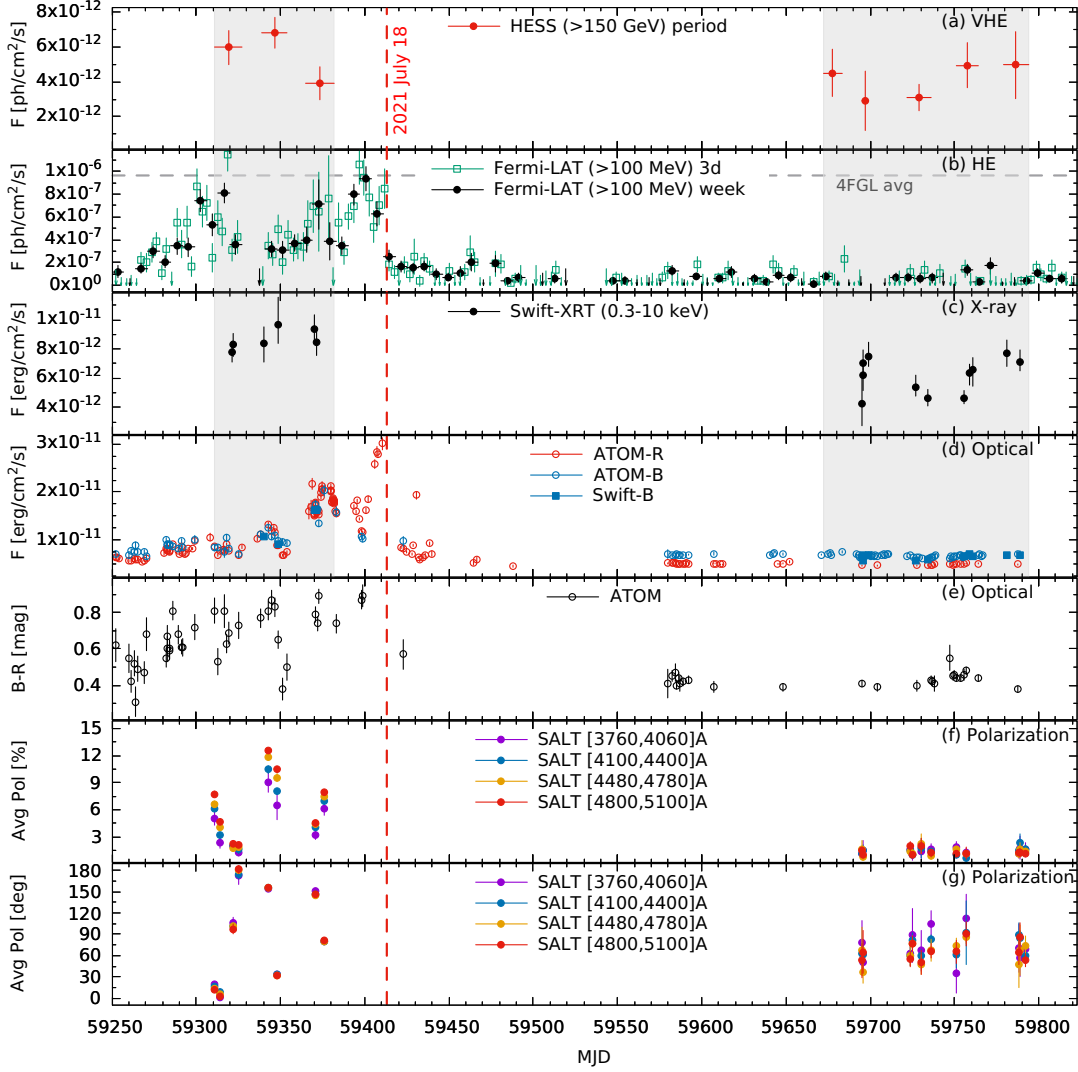 8x10-12
6x10-12
4x10-12
2x10-12
F [ph/cm2/s]
HESS (>150 GeV) period
(a) VHE
2021 July 18
1x10-6
8x10-7
6x10-7
4x10-7
2x10-7
0x100
F [ph/cm2/s]
Fermi-LAT (>100 MeV) 3d
Fermi-LAT (>100 MeV) week
(b) HE
4FGL avg
1x10-11
8x10-12
6x10-12
4x10-12
F [erg/cm2/s]
Swift-XRT (0.3-10 keV)
(c) X-ray
3x10-11
2x10-11
1x10-11
F [erg/cm2/s]
ATOM-R
ATOM-B
Swift-B
(d) Optical
0.8
0.6
0.4
B-R [mag]
ATOM
(e) Optical
15
12
9
6
3
Avg Pol [%]
SALT [3760,4060]A
SALT [4100,4400]A
SALT [4480,4780]A
SALT [4800,5100]A
(f) Polarization
180
150
120
90
60
30
0
Avg Pol [deg]
SALT [3760,4060]A
SALT [4100,4400]A
SALT [4480,4780]A
SALT [4800,5100]A
(g) Polarization
59250 59300 59350 59400 59450 59500 59550 59600 59650 59700 59750 59800
MJD